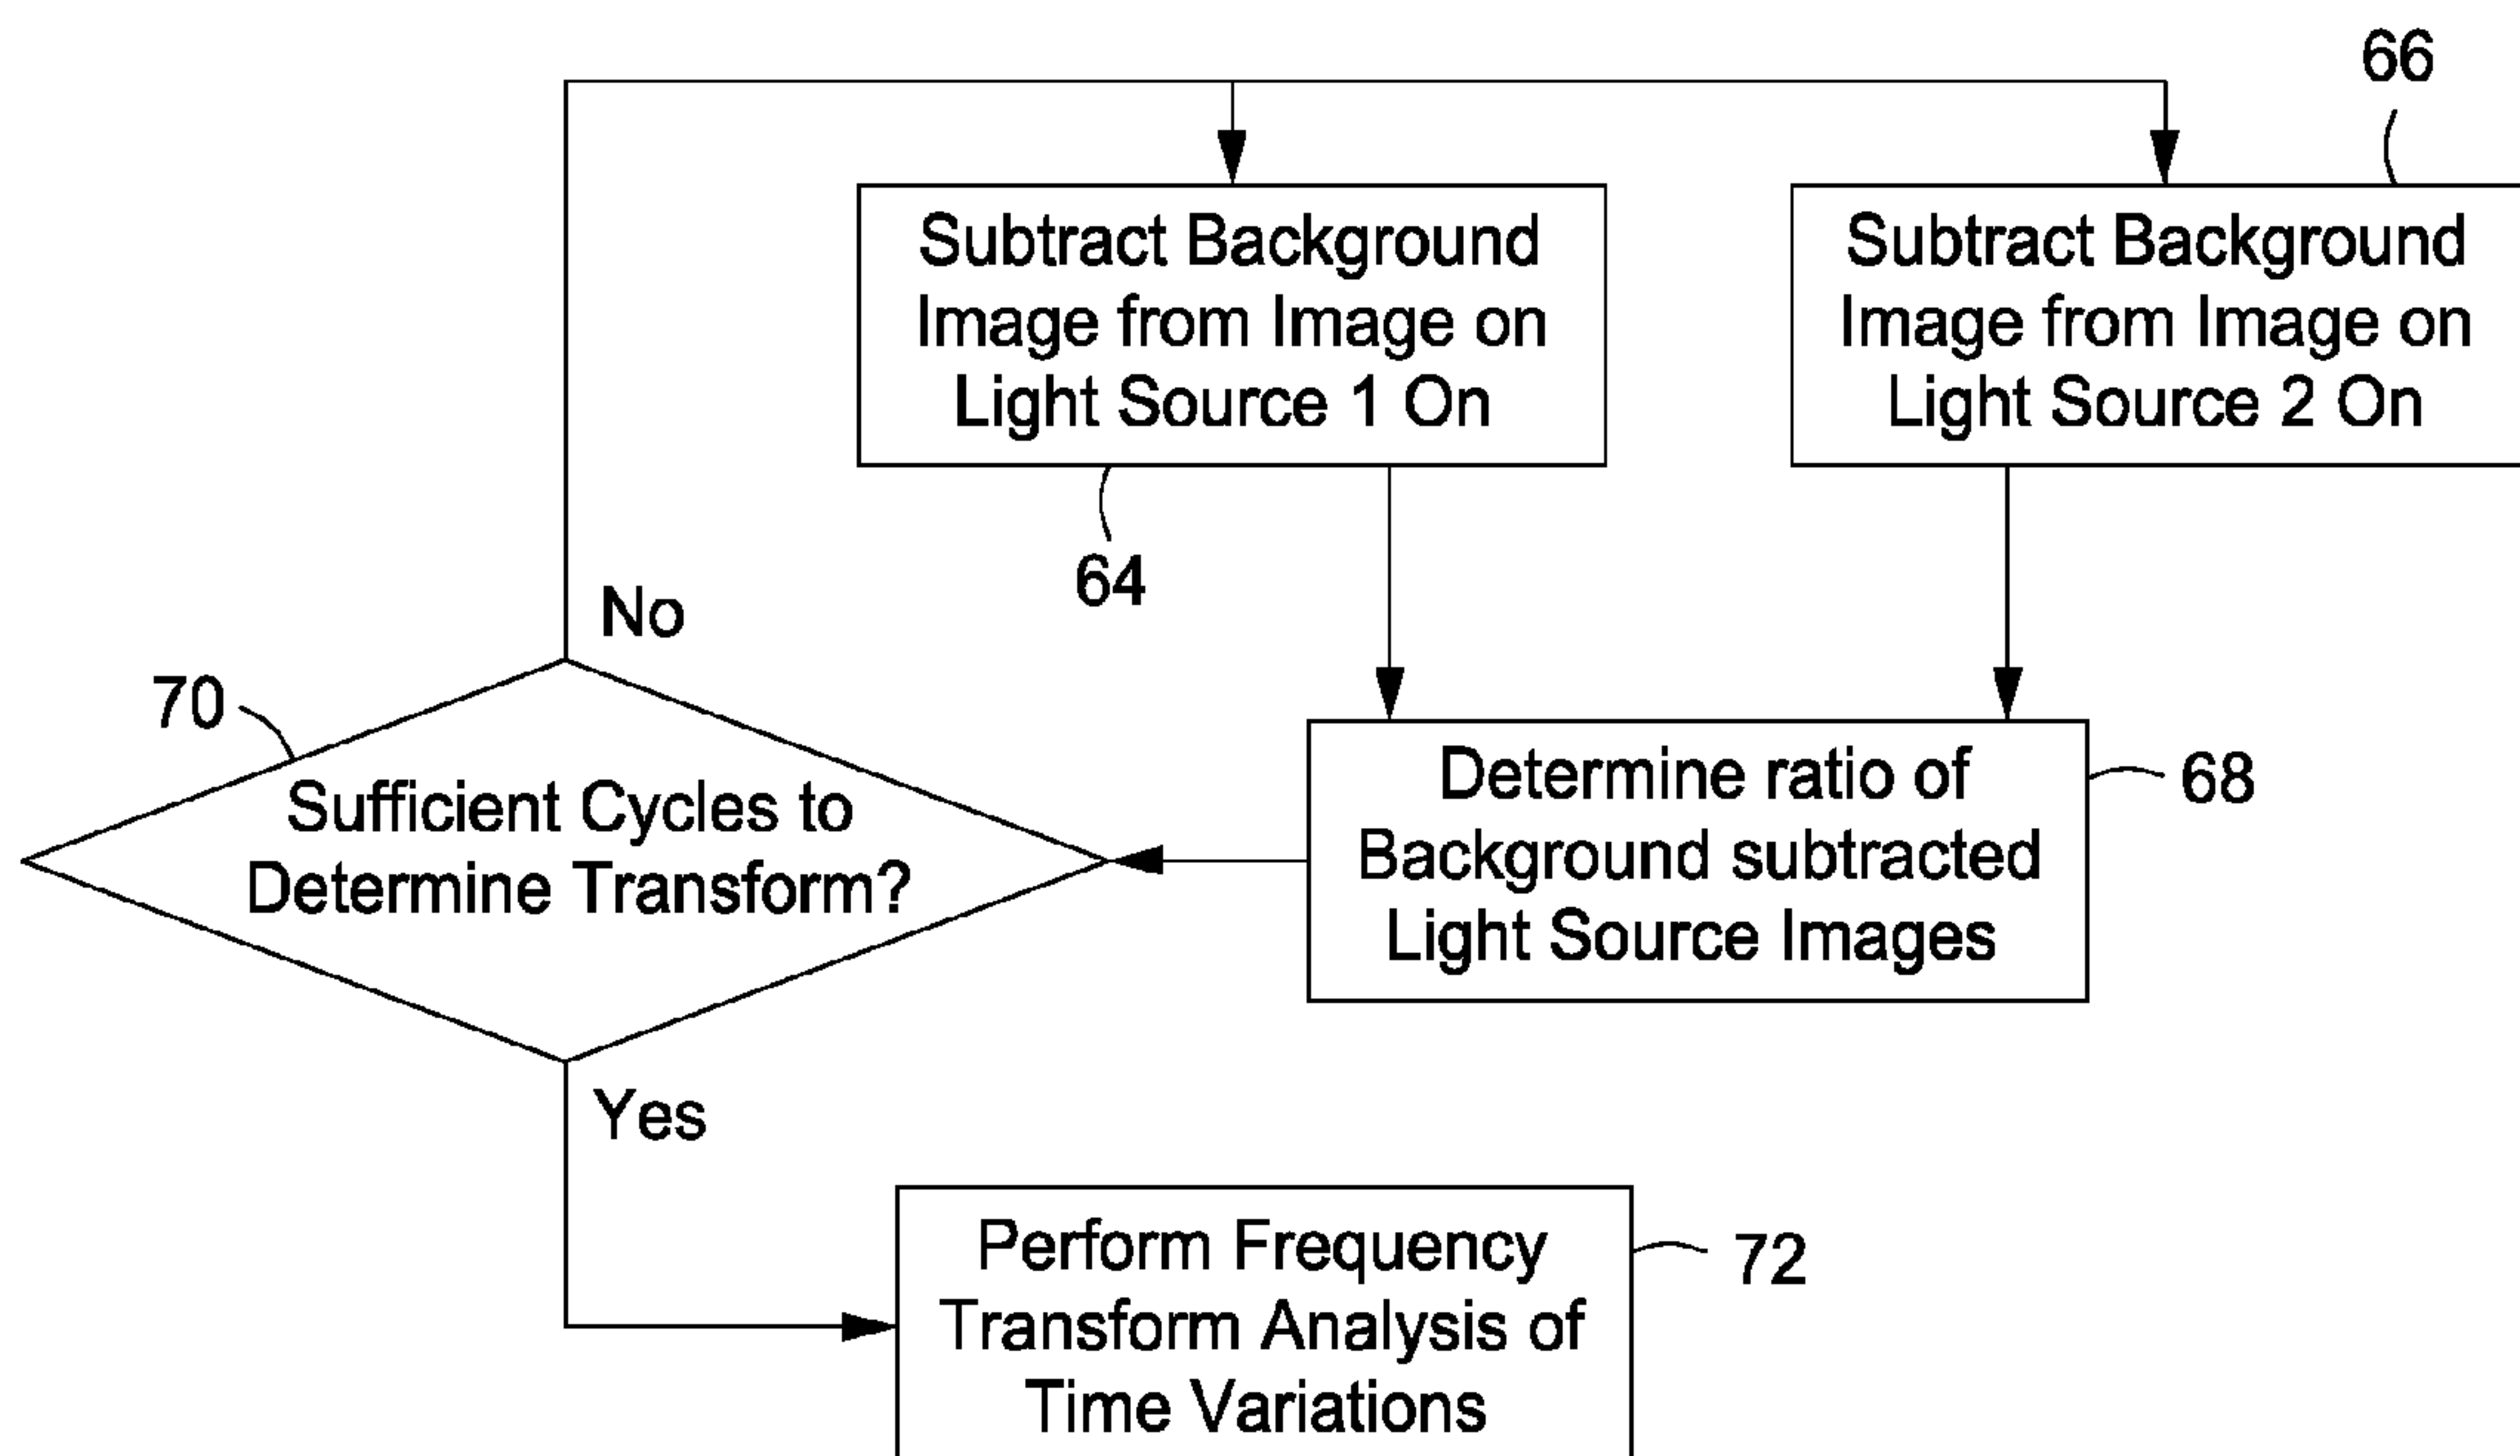 66
Subtract Background
Image from Image on
Light Source 1 On
Subtract Background
Image from Image on
Light Source 2 On
64
No
70
Sufficient Cycles to
Determine Transform?
Determine ratio of
Background subtracted
Light Source Images
68
Yes
Perform Frequency
Transform Analysis of
Time Variations
72